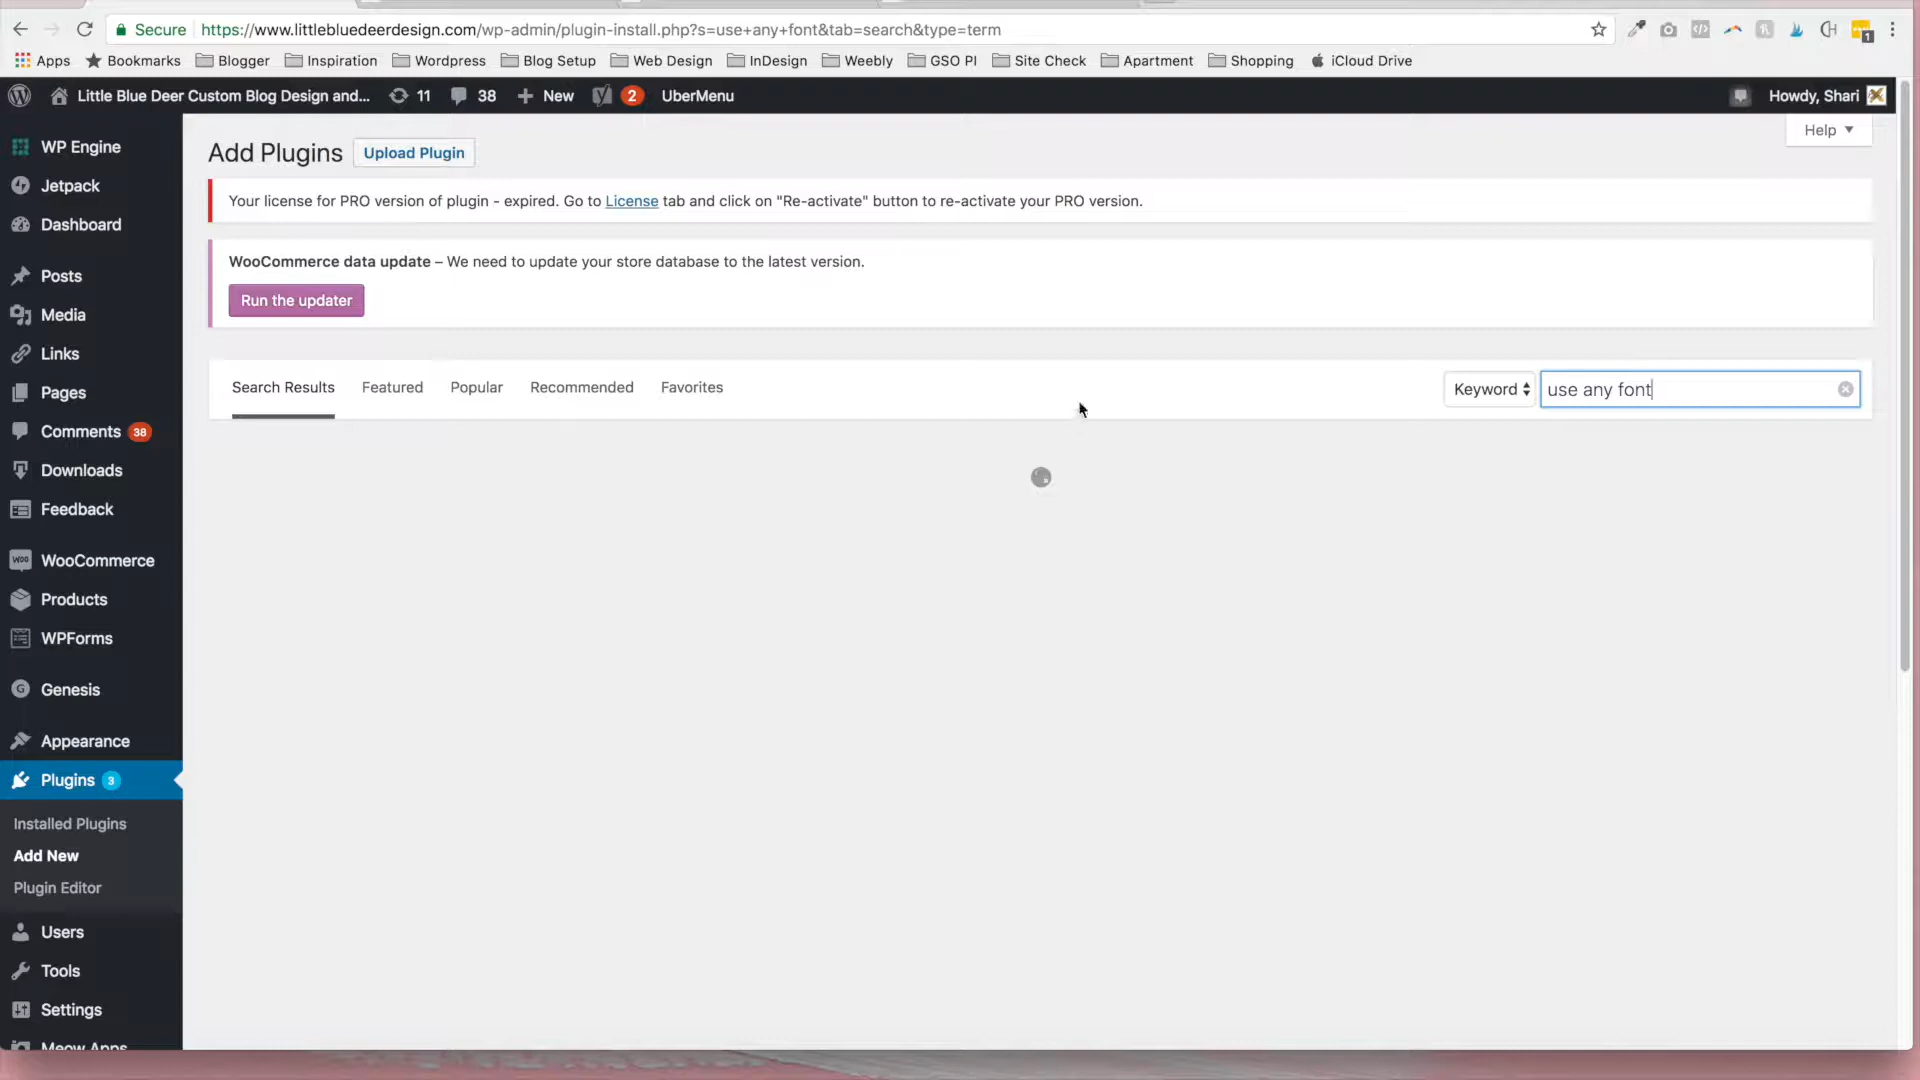 Secure https://www.littlebluedeerdesign.com/wp-admin/plugin-install.php?s=use+any+font&tab=search&type=term
1
Apps Bookmarks Blogger Inspiration Wordpress Blog Setup Web Design InDesign Weebly GSO PI Site Check Apartment Shopping iCloud Drive
Little Blue Deer Custom Blog Design and... 11 38 New 2 UberMenu Howdy, Shari
Help
WP Engine
Jetpack
Dashboard
Posts
Media
Links
Pages
Comments 38
Downloads
Feedback
WooCommerce
Products
WPForms
Genesis
Appearance
Plugins 3
Installed Plugins
Add New
Plugin Editor
Users
Tools
Settings
Meow Apps
Add Plugins Upload Plugin
Your license for PRO version of plugin - expired. Go to License tab and click on "Re-activate" button to re-activate your PRO version.
WooCommerce data update – We need to update your store database to the latest version.
Run the updater
Search Results Featured Popular Recommended Favorites Keyword use any font